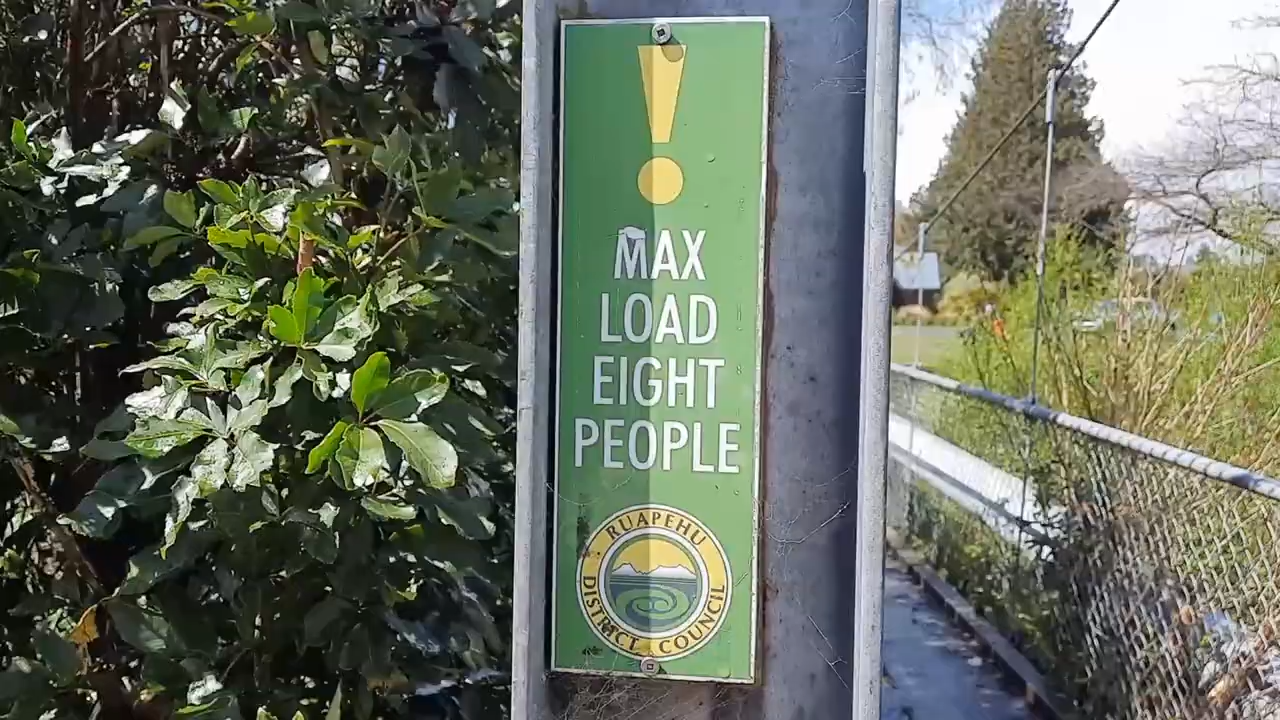 !
MAX
LOAD
EIGHT
PEOPLE
RUAPEHU
DISTRICT COUNCIL